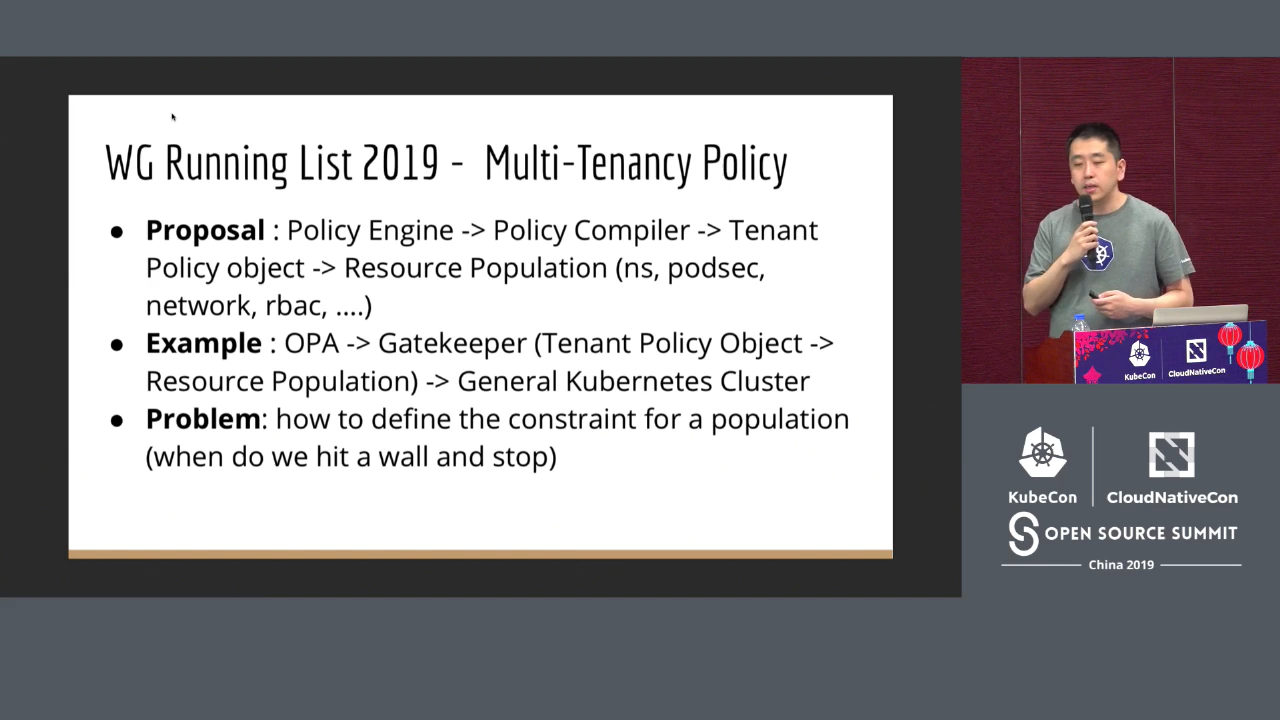 WG Running List 2019 - Multi-Tenancy Policy
● Proposal : Policy Engine -> Policy Compiler -> Tenant
Policy object -> Resource Population (ns, podsec,
network, rbac, ....)
● Example : OPA -> Gatekeeper (Tenant Policy Object ->
Resource Population) -> General Kubernetes Cluster
● Problem: how to define the constraint for a population
(when do we hit a wall and stop)
KubeCon
CloudNativeCon
KubeCon
CloudNativeCon
OPEN SOURCE SUMMIT
China 2019